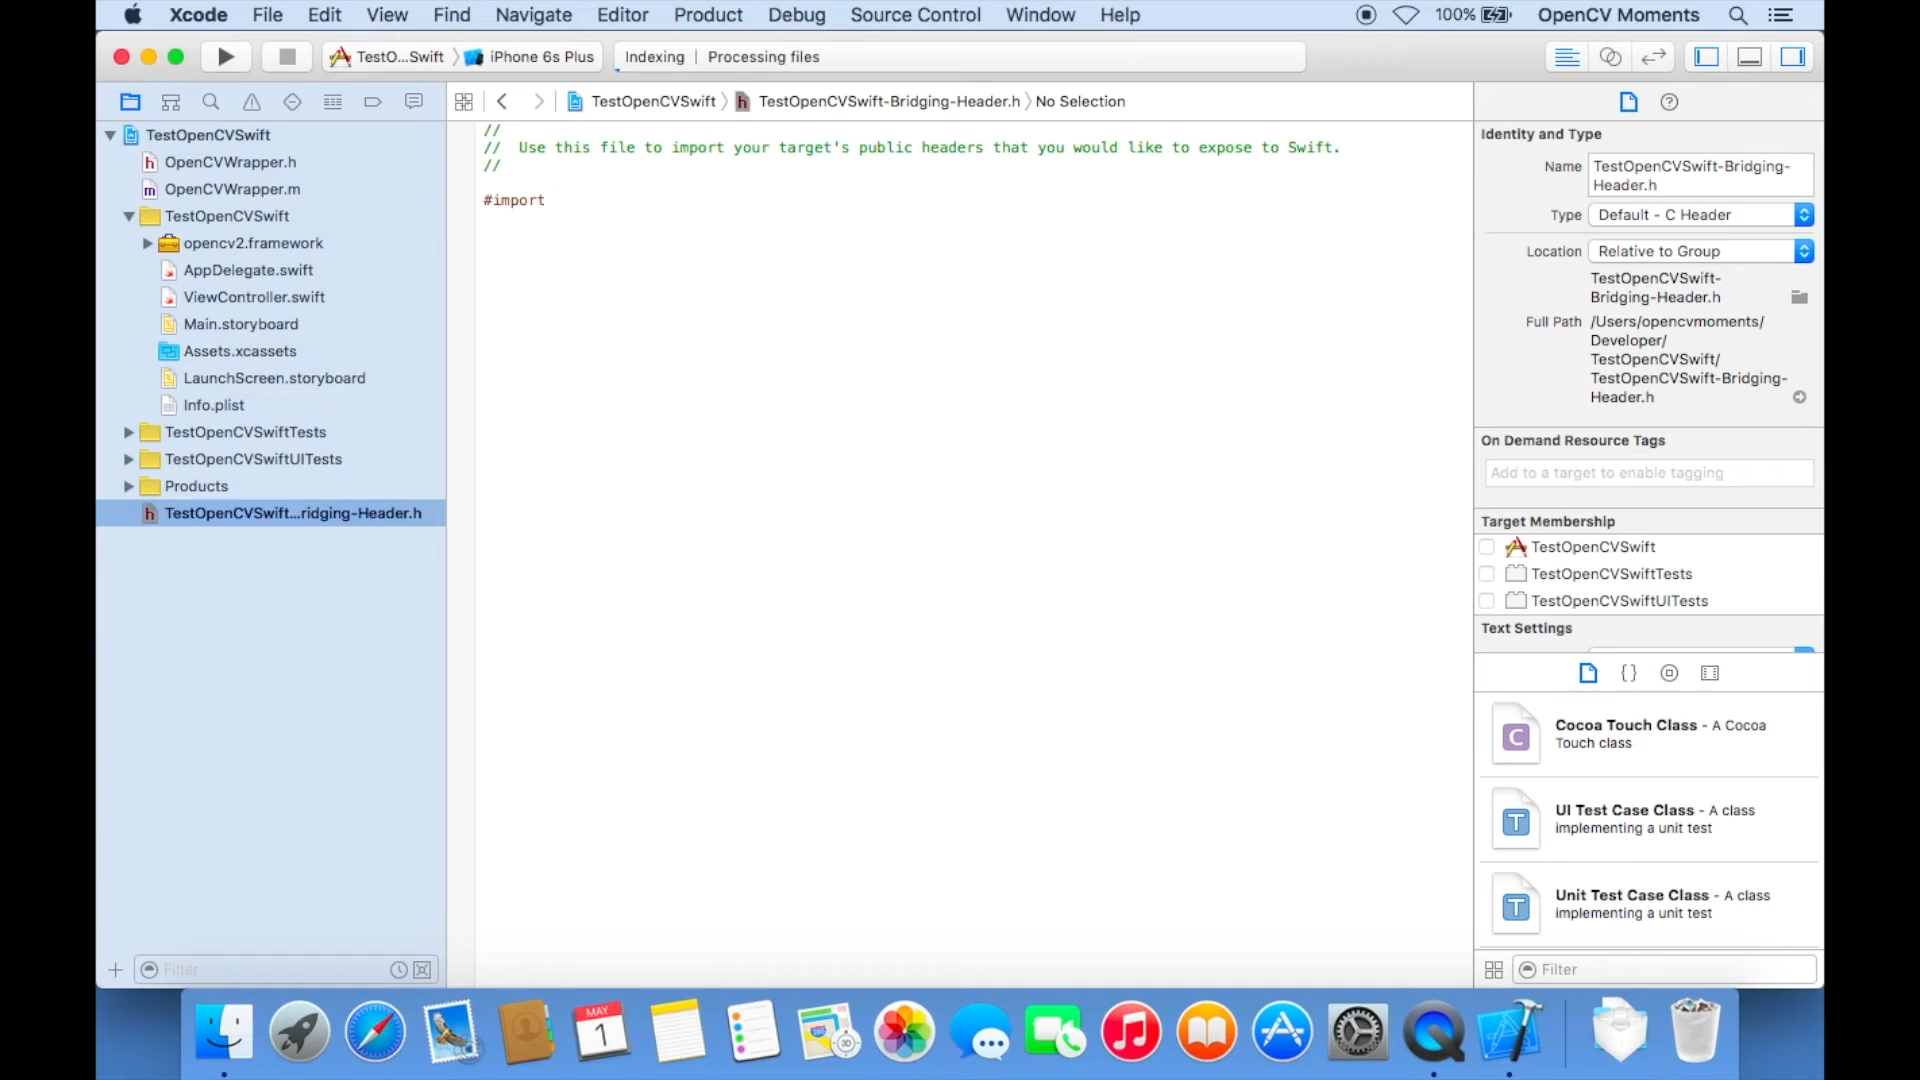 Xcode File Edit View Find Navigate Editor Product Debug Source Control Window Help 100% OpenCV Moments
TestO...Swift iPhone 6s Plus Indexing | Processing files
TestOpenCVSwift TestOpenCVSwift-Bridging-Header.h No Selection
TestOpenCVSwift
h OpenCVWrapper.h
m OpenCVWrapper.m
TestOpenCVSwift
opencv2.framework
AppDelegate.swift
ViewController.swift
Main.storyboard
Assets.xcassets
LaunchScreen.storyboard
Info.plist
TestOpenCVSwiftTests
TestOpenCVSwiftUITests
Products
h TestOpenCVSwift...ridging-Header.h
Filter
//
// Use this file to import your target's public headers that you would like to expose to Swift.
//
#import
Identity and Type
Name TestOpenCVSwift-Bridging-
Header.h
Type Default - C Header
Location Relative to Group
TestOpenCVSwift-
Bridging-Header.h
Full Path /Users/opencvmoments/
Developer/
TestOpenCVSwift/
TestOpenCVSwift-Bridging-
Header.h
On Demand Resource Tags
Add to a target to enable tagging
Target Membership
TestOpenCVSwift
TestOpenCVSwiftTests
TestOpenCVSwiftUITests
Text Settings
{ }
C Cocoa Touch Class - A Cocoa
Touch class
T UI Test Case Class - A class
implementing a unit test
T Unit Test Case Class - A class
implementing a unit test
Filter
MAY
1
3D